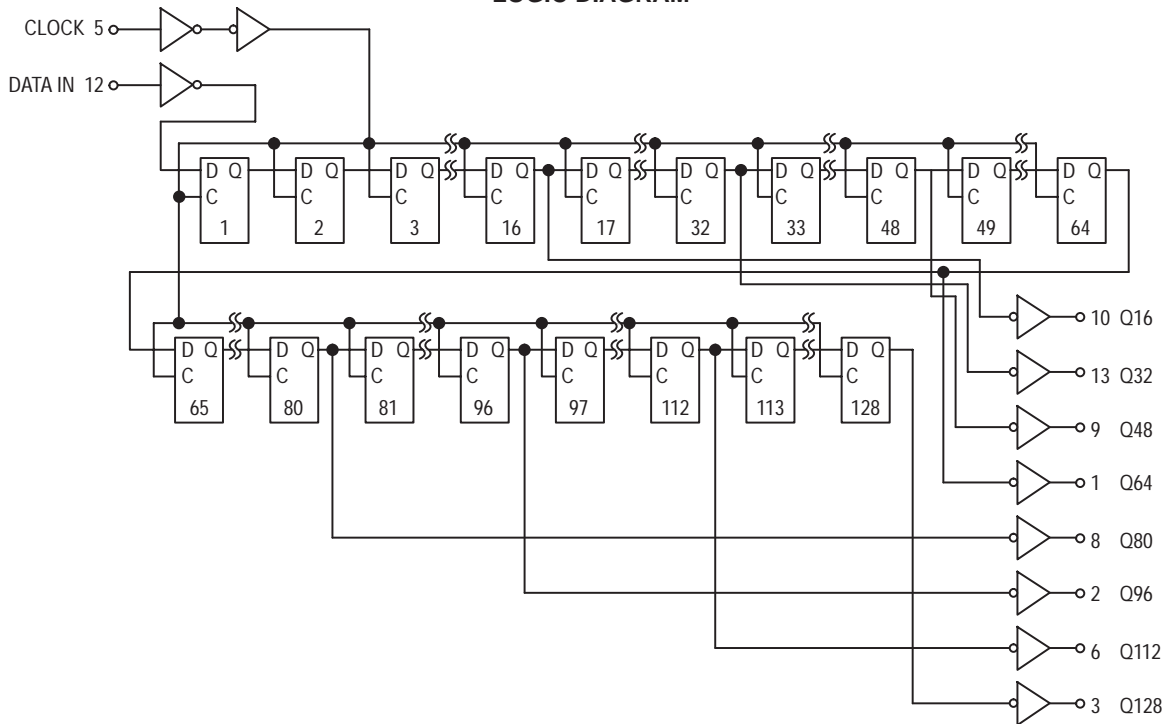 LOGIC DIAGRAM
CLOCK 5
DATA IN 12
D Q D Q D Q D Q D Q D Q D Q D Q D Q D Q
C C C C C C C C C C
1 2 3 16 17 32 33 48 49 64
10 Q16
D Q D Q D Q D Q D Q D Q D Q D Q
C C C C C C C C
13 Q32
65 80 81 96 97 112 113 128
9 Q48
1 Q64
8 Q80
2 Q96
6 Q112
3 Q128